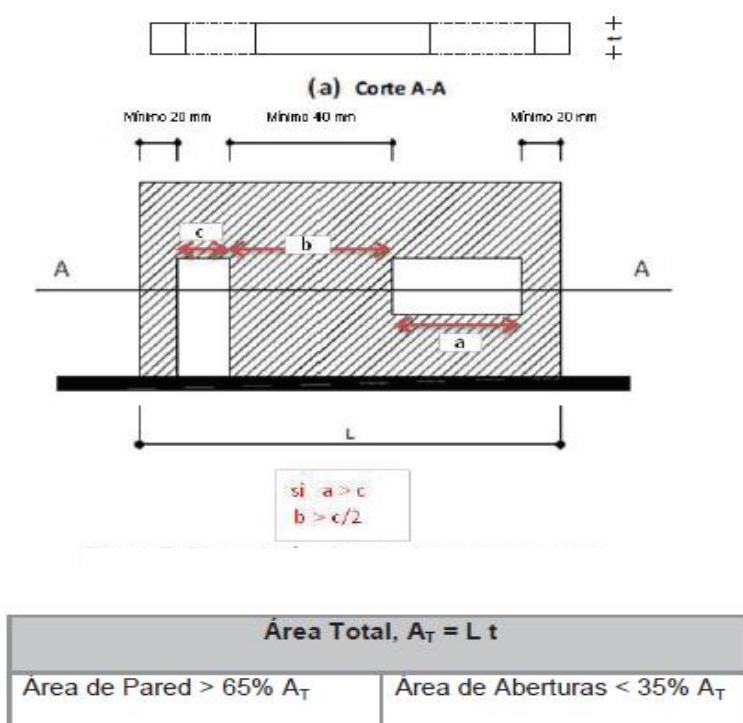 t
(a) Corte A-A
Mínimo 20 mm Mínimo 40 mm Mínimo 20 mm
c
b
A A
a
L
si a > c
b > c/2
Área Total, A_T = L t
Área de Pared > 65% A_T Área de Aberturas < 35% A_T